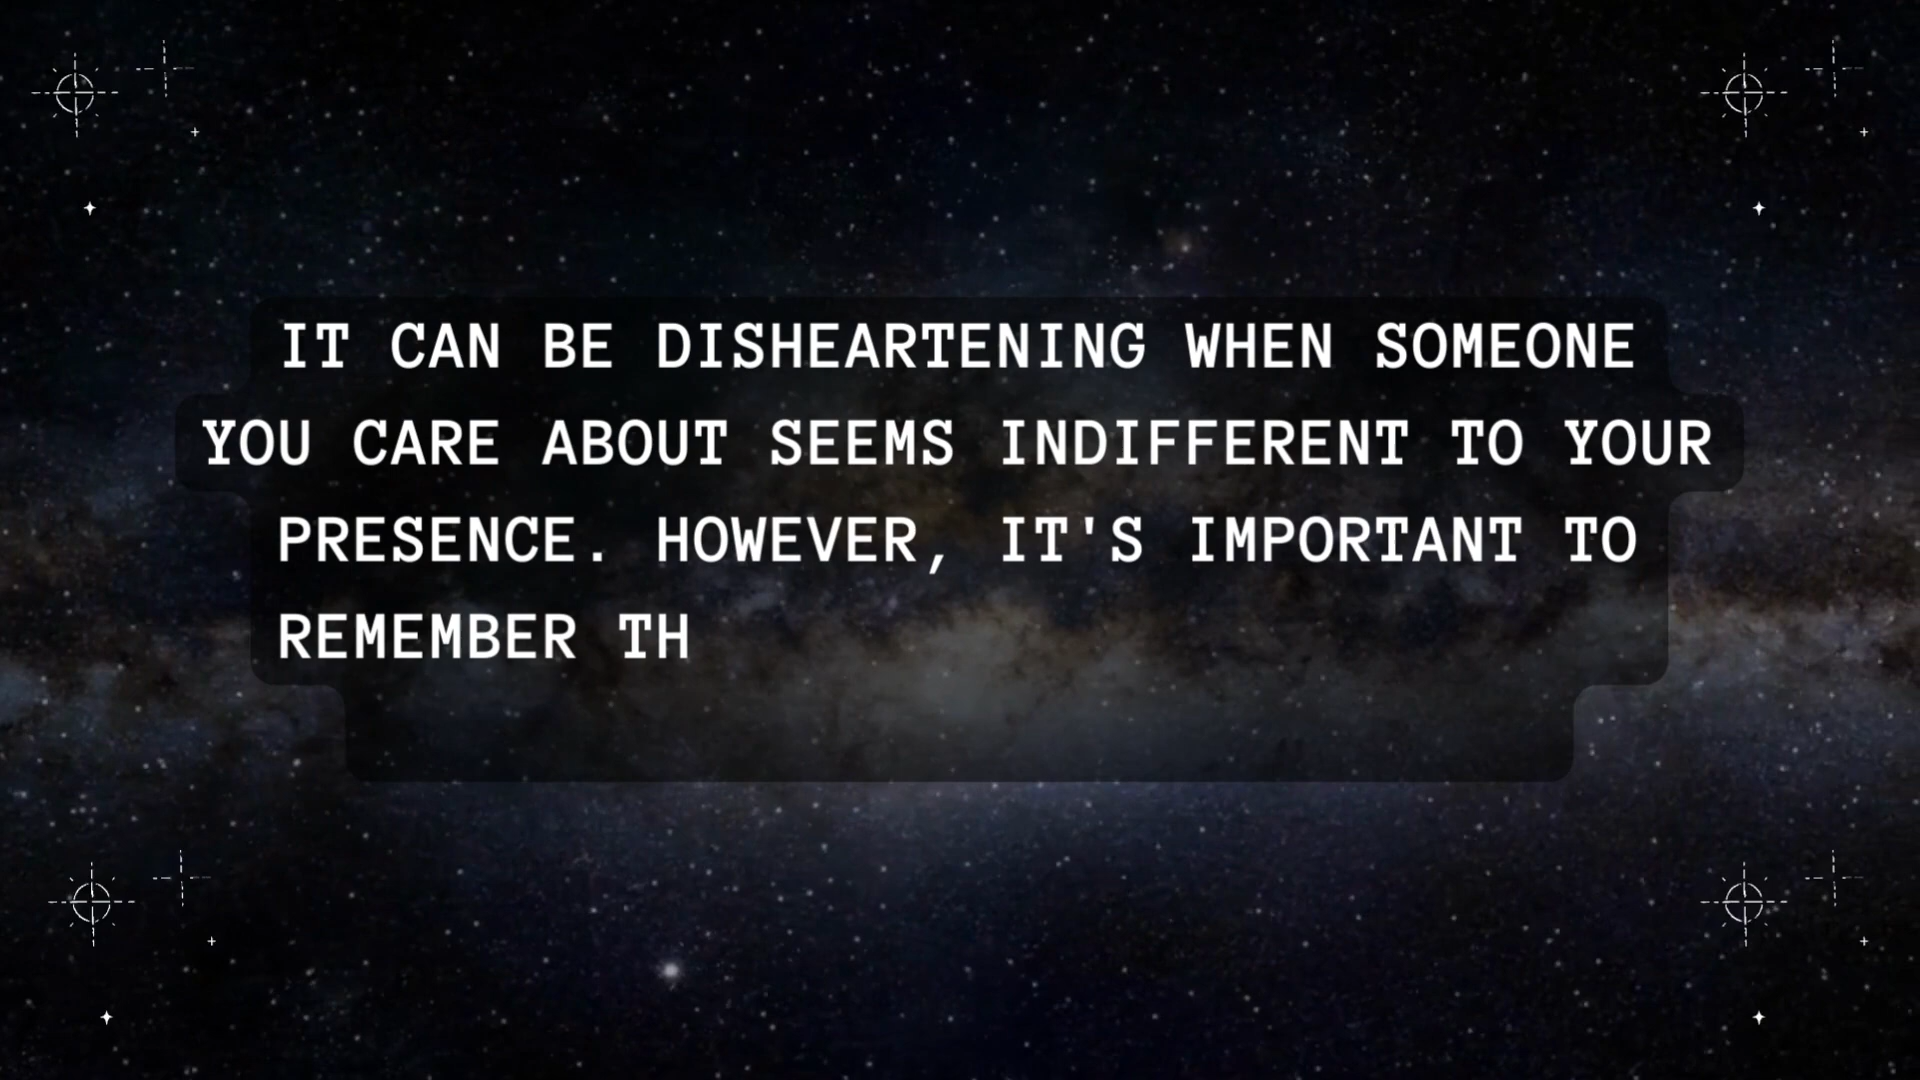 IT CAN BE DISHEARTENING WHEN SOMEONE
YOU CARE ABOUT SEEMS INDIFFERENT TO YOUR
PRESENCE. HOWEVER, IT'S IMPORTANT TO
REMEMBER TH